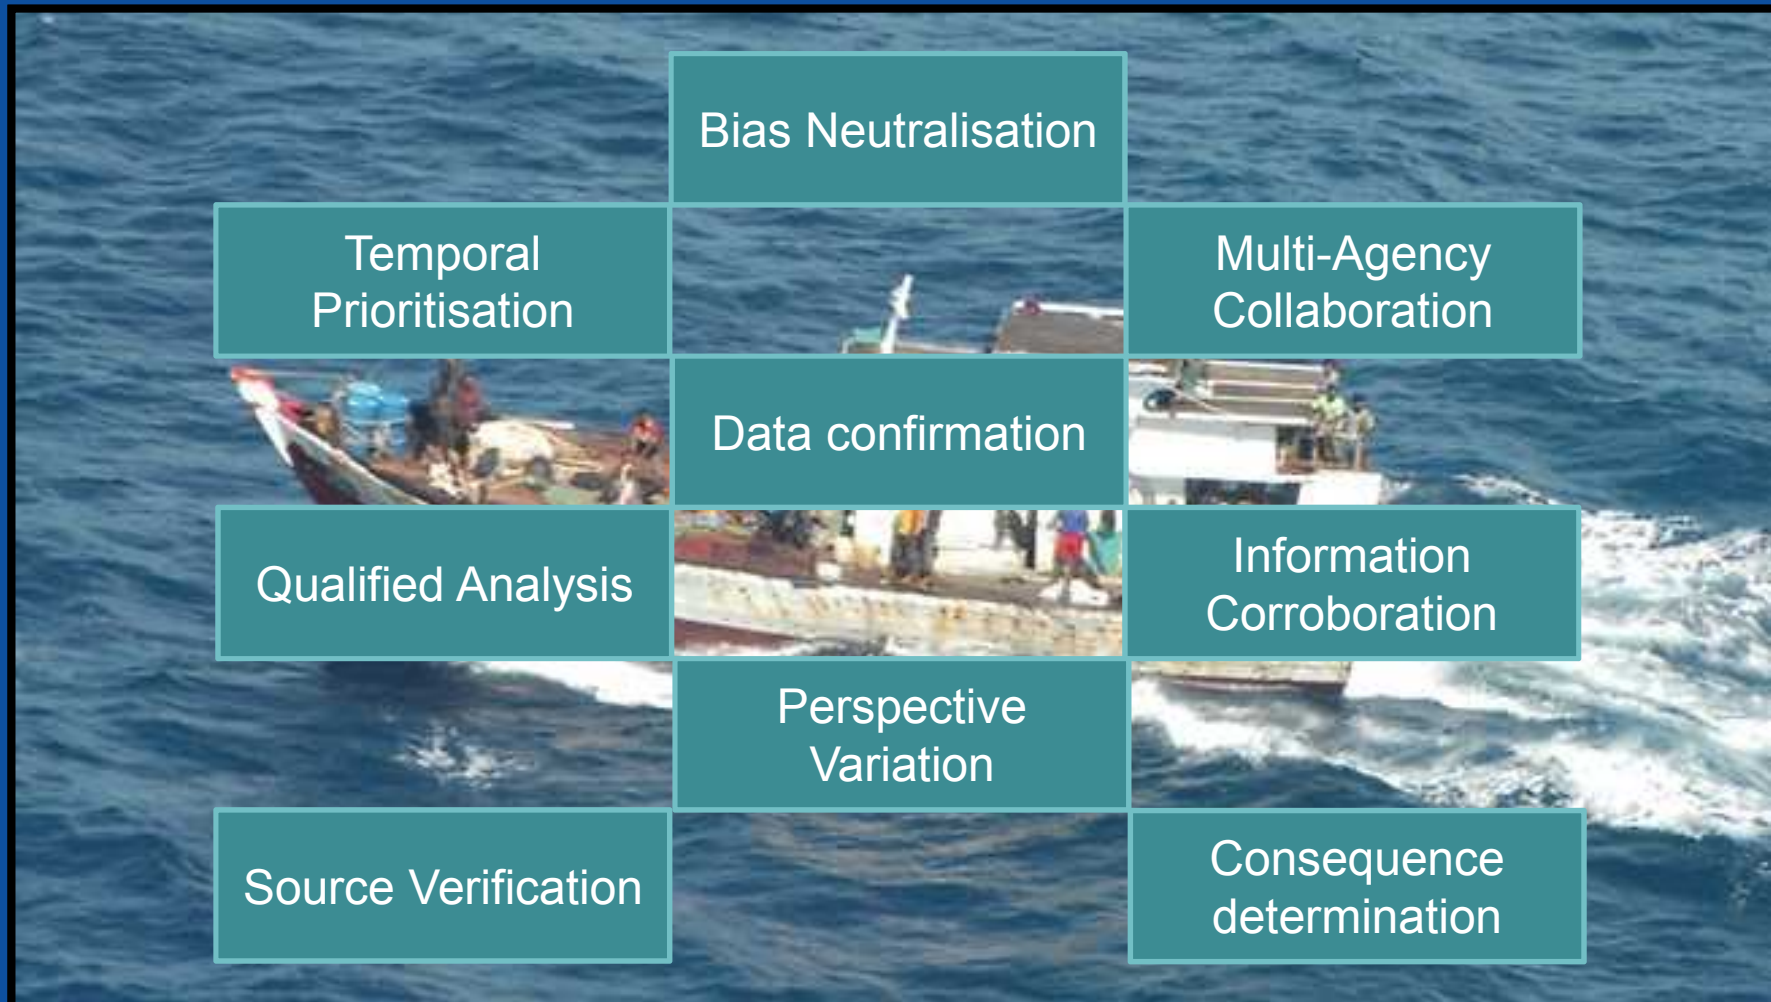 Bias Neutralisation
Temporal
Prioritisation
Multi-Agency
Collaboration
Data confirmation
Qualified Analysis
Information
Corroboration
Perspective
Variation
Source Verification
Consequence
determination